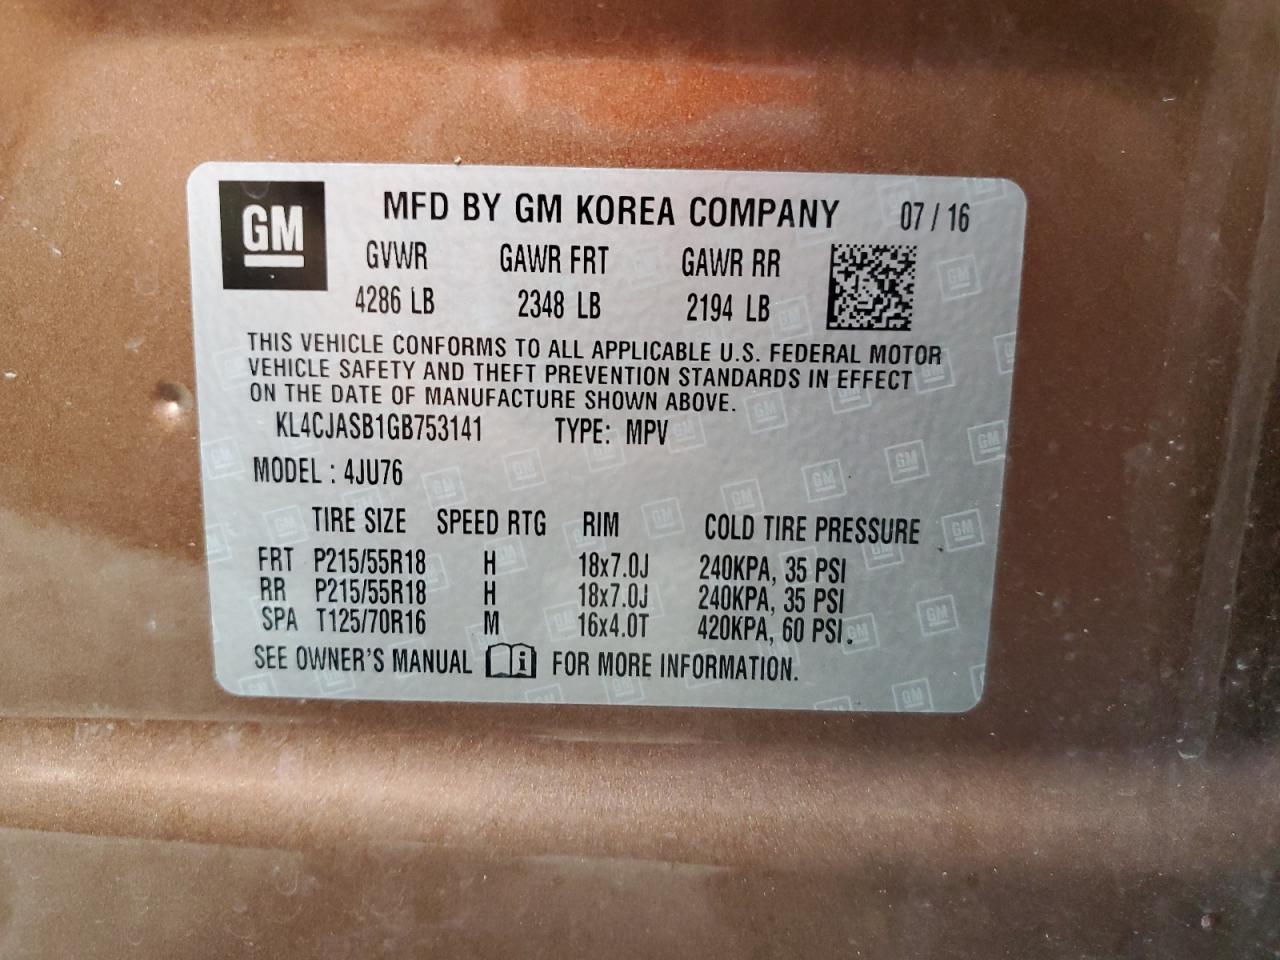 GM
MFD BY GM KOREA COMPANY 07 / 16
GVWR GAWR FRT GAWR RR
4286 LB 2348 LB 2194 LB
THIS VEHICLE CONFORMS TO ALL APPLICABLE U.S. FEDERAL MOTOR
VEHICLE SAFETY AND THEFT PREVENTION STANDARDS IN EFFECT
ON THE DATE OF MANUFACTURE SHOWN ABOVE.
KL4CJASB1GB753141 TYPE: MPV
MODEL : 4JU76
TIRE SIZE SPEED RTG RIM COLD TIRE PRESSURE
FRT P215/55R18 H 18x7.0J 240KPA, 35 PSI
RR P215/55R18 H 18x7.0J 240KPA, 35 PSI
SPA T125/70R16 M 16x4.0T 420KPA, 60 PSI.
SEE OWNER'S MANUAL i FOR MORE INFORMATION.